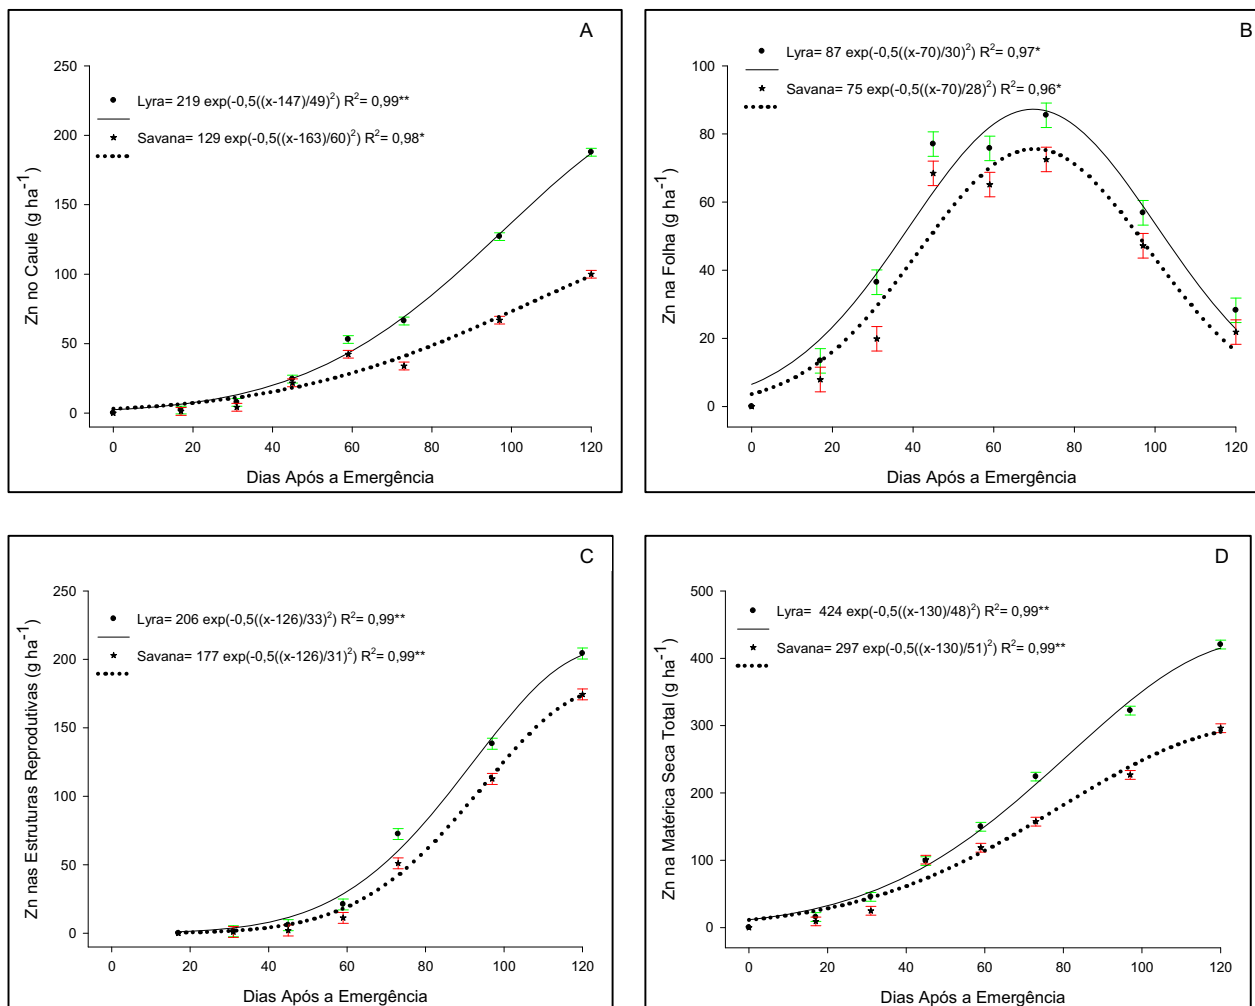 A
Lyra= 219 exp(-0,5((x-147)/49)²) R²= 0,99**
Savana= 129 exp(-0,5((x-163)/60)²) R²= 0,98*
Zn no Caule (g ha⁻¹)
250
200
150
100
50
0
0 20 40 60 80 100 120
Dias Após a Emergência
B
Lyra= 87 exp(-0,5((x-70)/30)²) R²= 0,97*
Savana= 75 exp(-0,5((x-70)/28)²) R²= 0,96*
Zn na Folha (g ha⁻¹)
100
80
60
40
20
0
0 20 40 60 80 100 120
Dias Após a Emergência
C
Lyra= 206 exp(-0,5((x-126)/33)²) R²= 0,99**
Savana= 177 exp(-0,5((x-126)/31)²) R²= 0,99**
Zn nas Estruturas Reprodutivas (g ha⁻¹)
250
200
150
100
50
0
0 20 40 60 80 100 120
Dias Após a Emergência
D
Lyra= 424 exp(-0,5((x-130)/48)²) R²= 0,99**
Savana= 297 exp(-0,5((x-130)/51)²) R²= 0,99**
Zn na Matérica Seca Total (g ha⁻¹)
500
400
300
200
100
0
0 20 40 60 80 100 120
Dias Após a Emergência